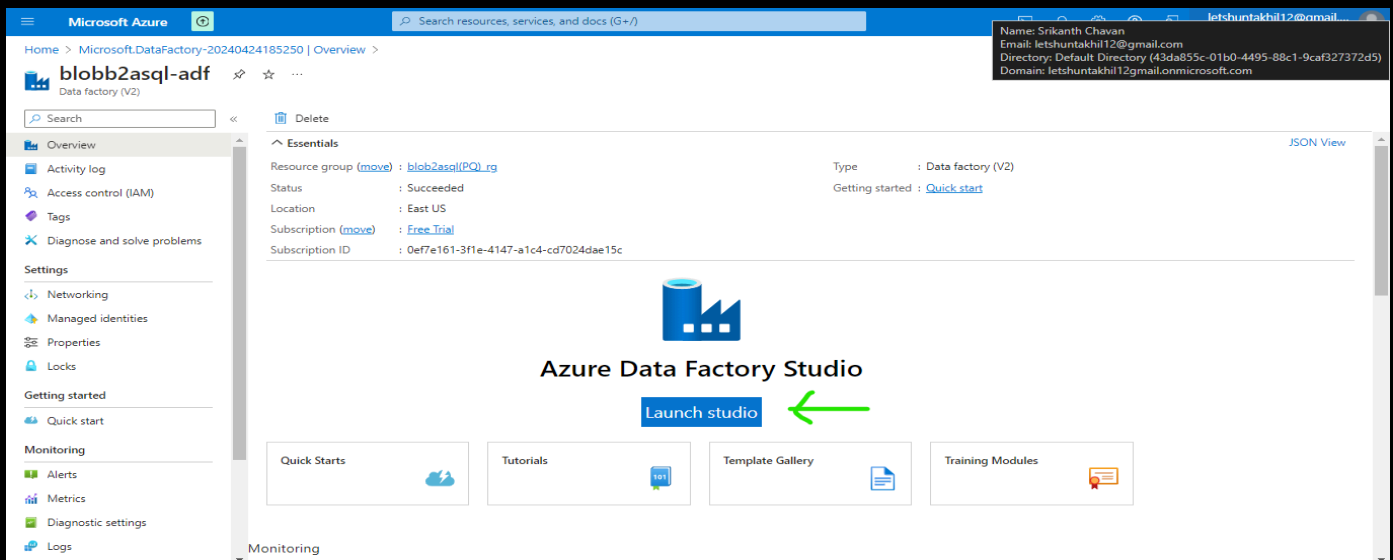 Microsoft Azure
Search resources, services, and docs (G+/)
letshuntakhil12@gmail....
Name: Srikanth Chavan
Email: letshuntakhil12@gmail.com
Directory: Default Directory (43da855c-01b0-4495-88c1-9caf327372d5)
Domain: letshuntakhil12gmail.onmicrosoft.com
Home > Microsoft.DataFactory-20240424185250 | Overview >
blobb2asql-adf
Data factory (V2)
Search
«
Delete
Overview
Activity log
Access control (IAM)
Tags
Diagnose and solve problems
Settings
Networking
Managed identities
Properties
Locks
Getting started
Quick start
Monitoring
Alerts
Metrics
Diagnostic settings
Logs
Essentials
JSON View
Resource group (move) : blob2asql(PQ)_rg
Status : Succeeded
Location : East US
Subscription (move) : Free Trial
Subscription ID : 0ef7e161-3f1e-4147-a1c4-cd7024dae15c
Type : Data factory (V2)
Getting started : Quick start
Azure Data Factory Studio
Launch studio
Quick Starts
Tutorials
101
Template Gallery
Training Modules
Monitoring